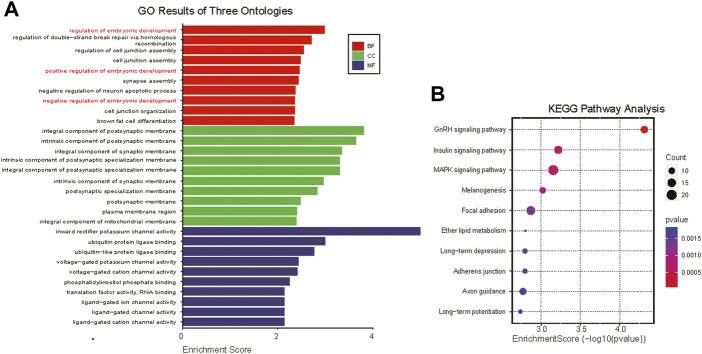 A
GO Results of Three Ontologies
regulation of embryonic development
regulation of double-strand break repair via homologous
recombination
regulation of cell junction assembly
cell junction assembly
positive regulation of embryonic development
synapse assembly
negative regulation of neuron apoptotic process
negative regulation of embryonic development
cell junction organization
brown fat cell differentiation
integral component of postsynaptic membrane
intrinsic component of postsynaptic membrane
integral component of synaptic membrane
intrinsic component of postsynaptic specialization membrane
integral component of postsynaptic specialization membrane
intrinsic component of synaptic membrane
postsynaptic specialization membrane
postsynaptic membrane
plasma membrane region
integral component of mitochondrial membrane
inward rectifier potassium channel activity
ubiquitin protein ligase binding
ubiquitin-like protein ligase binding
voltage-gated potassium channel activity
voltage-gated cation channel activity
phosphatidylinositol phosphate binding
translation factor activity, RNA binding
ligand-gated ion channel activity
ligand-gated channel activity
ligand-gated cation channel activity
0 2 4
Enrichment Score
BP
CC
MF
B
KEGG Pathway Analysis
GnRH signaling pathway
Insulin signaling pathway
MAPK signaling pathway
Melanogenesis
Focal adhesion
Ether lipid metabolism
Long-term depression
Adherens junction
Axon guidance
Long-term potentiation
3.0 3.5 4.0
EnrichmentScore (−log10(pvalue))
Count
10
15
20
pvalue
0.0015
0.0010
0.0005